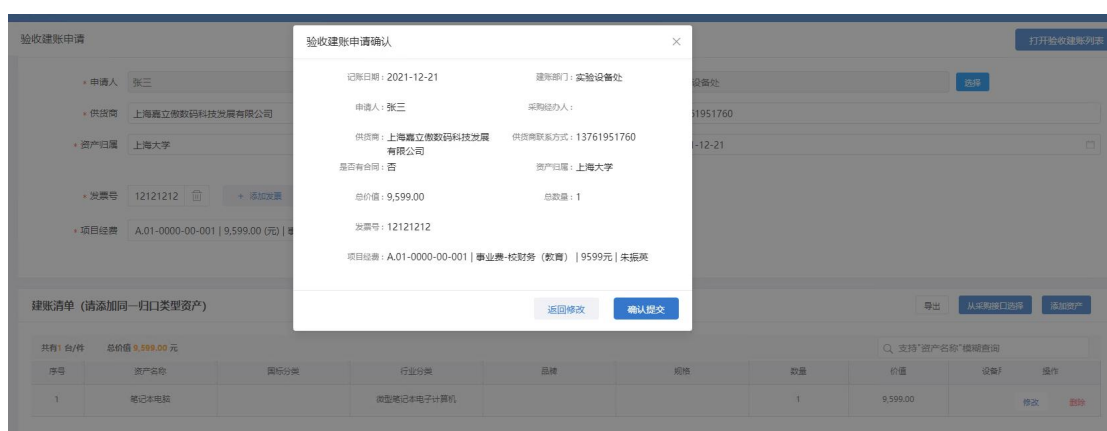 验收建账申请
打开验收建账列表
* 申请人 张三
设备处
选择
* 供货商 上海嘉立傲数码科技发展有限公司
61951760
* 资产归属 上海大学
-12-21
* 发票号 12121212
+ 添加发票
* 项目经费 A.01-0000-00-001 | 9,599.00 (元) | 事
验收建账申请确认
记账日期：2021-12-21
建账部门：实验设备处
申请人：张三
采购经办人：
供货商：上海嘉立傲数码科技发展
有限公司
供货商联系方式：13761951760
是否有合同：否
资产归属：上海大学
总价值：9,599.00
总数量：1
发票号：12121212
项目经费：A.01-0000-00-001 | 事业费-校财务（教育） | 9599元 | 朱振英
返回修改
确认提交
建账清单（请添加同一归口类型资产）
导出
从采购接口选择
添加资产
共有1 台/件 总价值 9,599.00 元
支持"资产名称"模糊查询
序号 资产名称 国标分类 行业分类 品牌 规格 数量 价值 操作
1 笔记本电脑 微型笔记本电子计算机 1 9,599.00 修改 删除